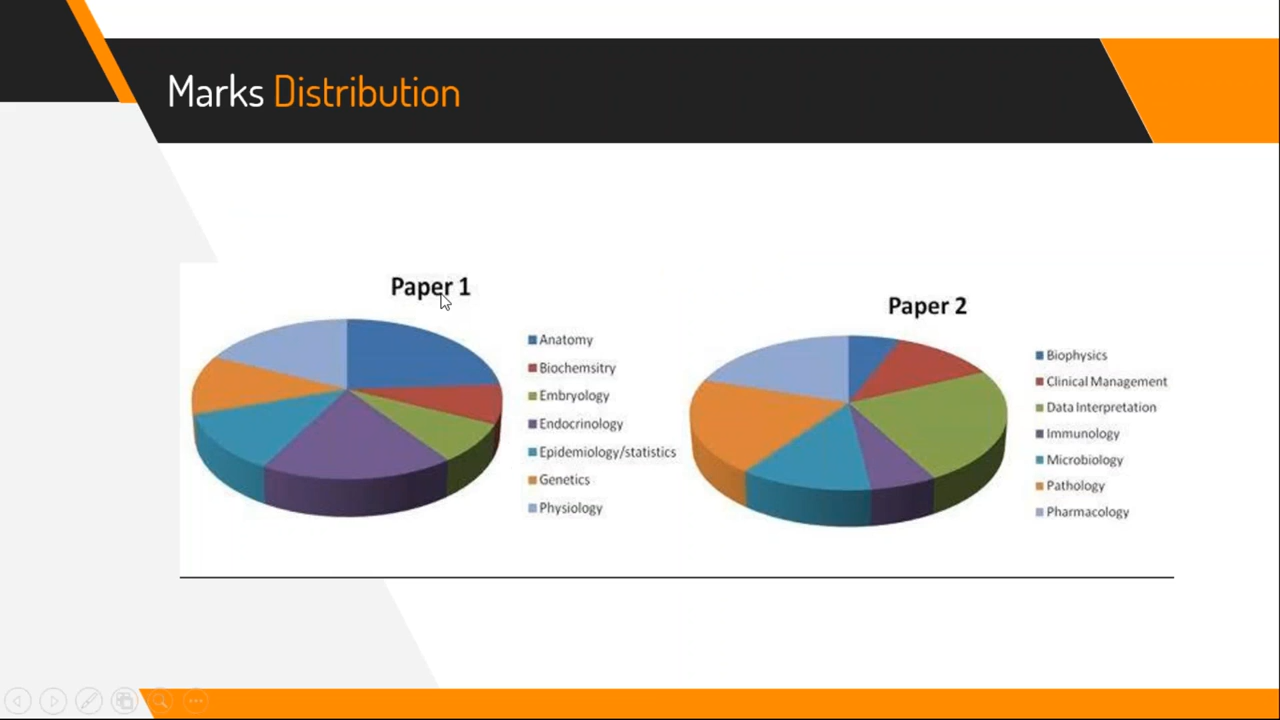 Marks Distribution
Paper 1
Anatomy
Biochemsitry
Embryology
Endocrinology
Epidemiology/statistics
Genetics
Physiology
Paper 2
Biophysics
Clinical Management
Data Interpretation
Immunology
Microbiology
Pathology
Pharmacology